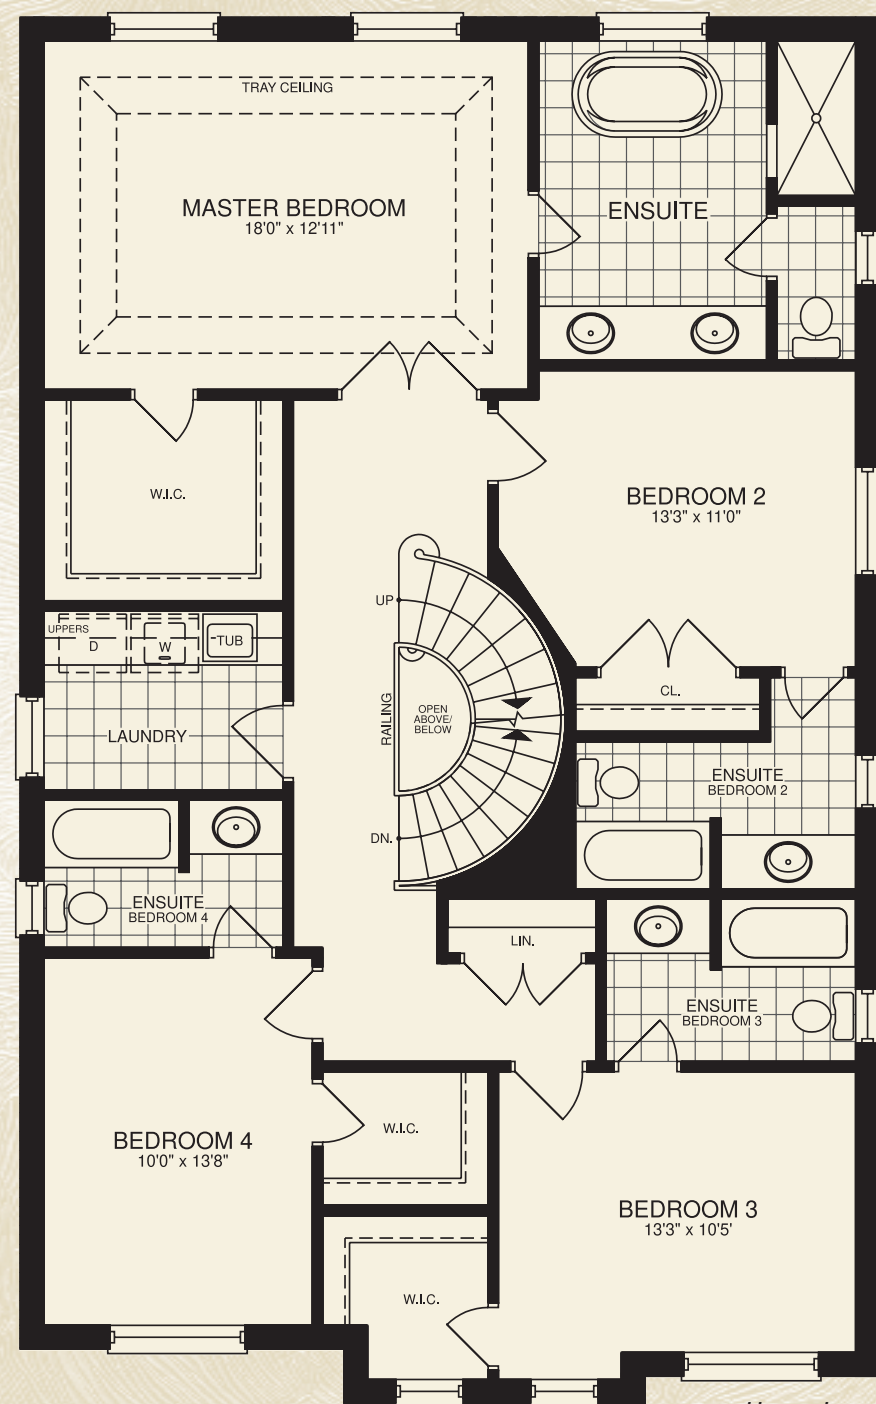 TRAY CEILING
MASTER BEDROOM
18'0" x 12'11"
ENSUITE
W.I.C.
BEDROOM 2
13'3" x 11'0"
UP
UPPERS
D
W
TUB
LAUNDRY
RAILING
OPEN
ABOVE/
BELOW
CL.
ENSUITE
BEDROOM 2
DN.
ENSUITE
BEDROOM 4
LIN.
ENSUITE
BEDROOM 3
BEDROOM 4
10'0" x 13'8"
W.I.C.
BEDROOM 3
13'3" x 10'5'
W.I.C.